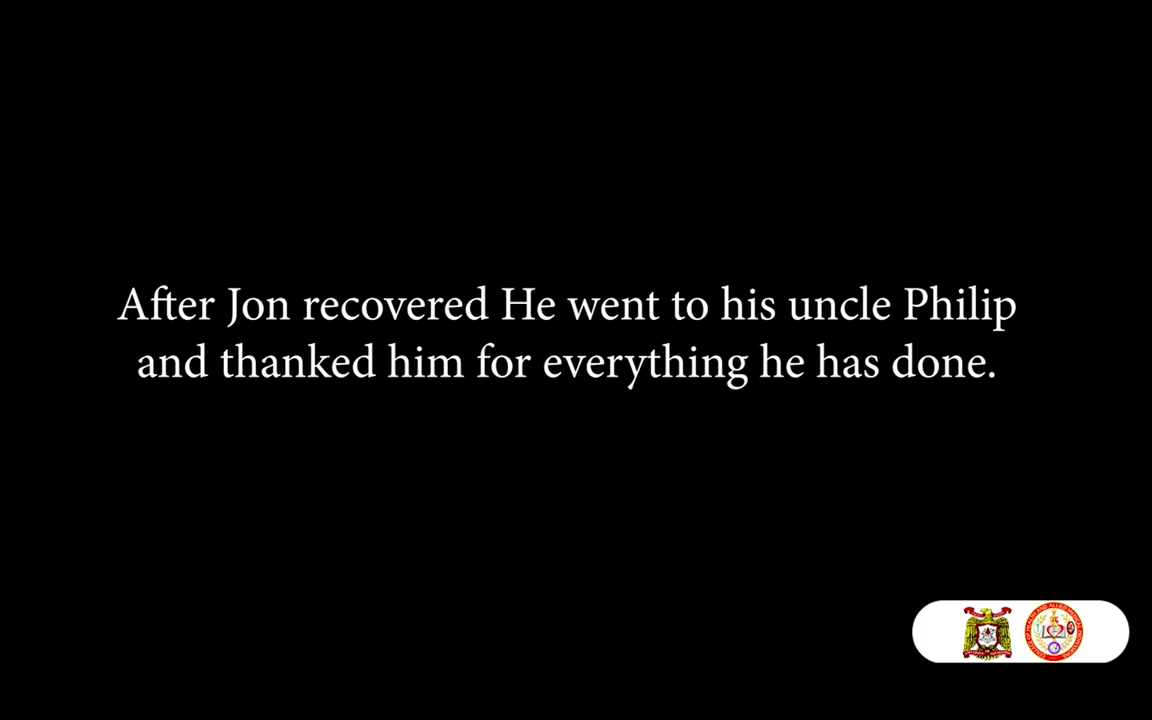 After Jon recovered He went to his uncle Philip
and thanked him for everything he has done.